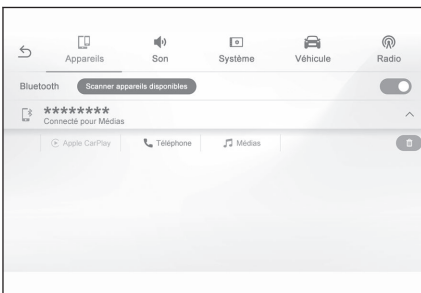 Appareils Son Système Véhicule Radio
Bluetooth Scanner appareils disponibles
********
Connecté pour Médias
Apple CarPlay Téléphone Médias